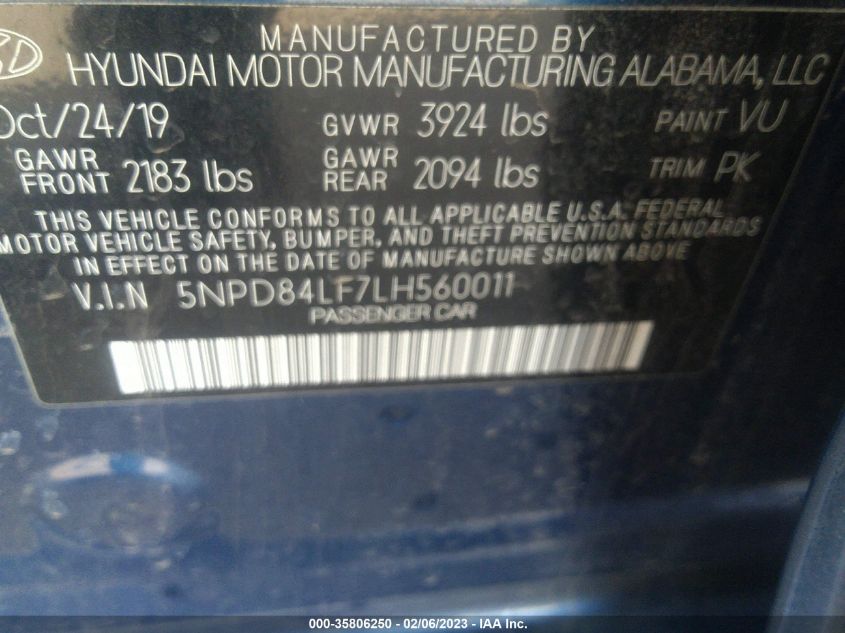 MANUFACTURED BY
HYUNDAI MOTOR MANUFACTURING ALABAMA, LLC
Oct/24/19 GVWR 3924 lbs PAINT VU
GAWR FRONT 2183 lbs GAWR REAR 2094 lbs TRIM PK
THIS VEHICLE CONFORMS TO ALL APPLICABLE U.S.A. FEDERAL
MOTOR VEHICLE SAFETY, BUMPER, AND THEFT PREVENTION STANDARDS
IN EFFECT ON THE DATE OF MANUFACTURE SHOWN ABOVE
V.I.N 5NPD84LF7LH560011
PASSENGER CAR
000-35806250 - 02/06/2023 - IAA Inc.